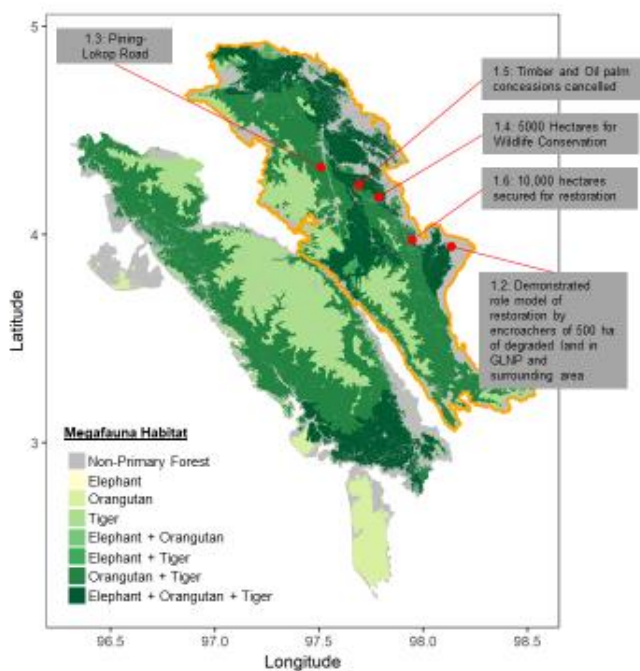 5
1.3: Pining-
Lokop Road
1.5: Timber and Oil palm
concessions cancelled
1.4: 5000 Hectares for
Wildlife Conservation
1.6: 10,000 hectares
secured for restoration
4
1.2: Demonstrated
role model of
restoration by
encroachers of 500 ha
of degraded land in
GLNP and
surrounding area
Latitude
3
Megafauna Habitat
Non-Primary Forest
Elephant
Orangutan
Tiger
Elephant + Orangutan
Elephant + Tiger
Orangutan + Tiger
Elephant + Orangutan + Tiger
96.5 97.0 97.5 98.0 98.5
Longitude